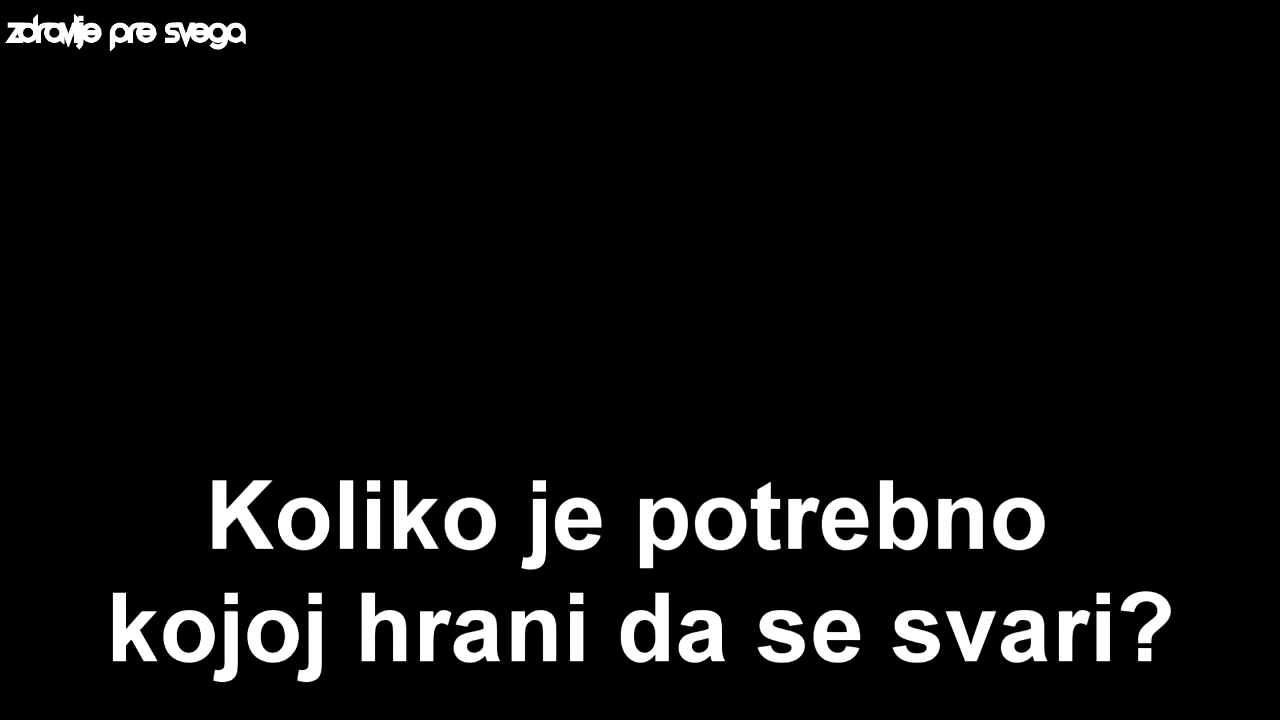 zdravlje pre svega
Koliko je potrebno
kojoj hrani da se svari?